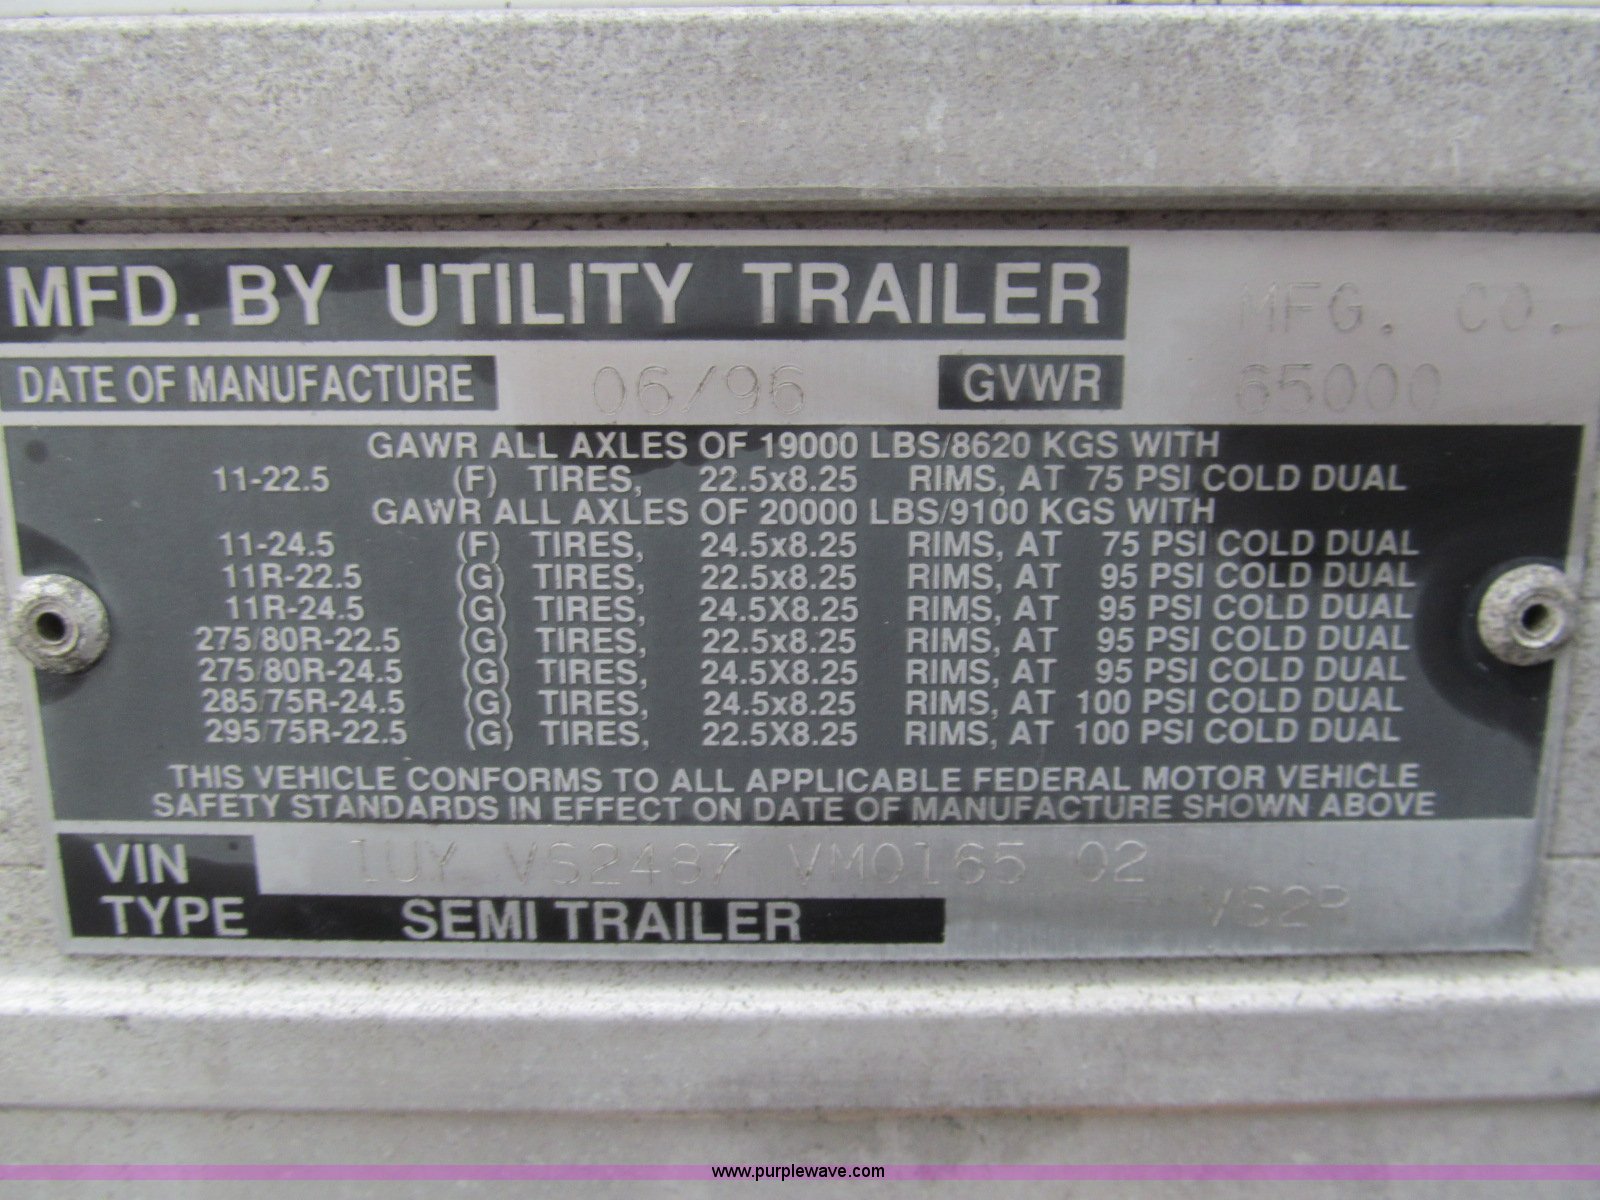 MFD. BY UTILITY TRAILER MFG. CO.
DATE OF MANUFACTURE 06/96 GVWR 65000
GAWR ALL AXLES OF 19000 LBS/8620 KGS WITH
11-22.5 (F) TIRES, 22.5x8.25 RIMS, AT 75 PSI COLD DUAL
GAWR ALL AXLES OF 20000 LBS/9100 KGS WITH
11-24.5 (F) TIRES, 24.5x8.25 RIMS, AT 75 PSI COLD DUAL
11R-22.5 (G) TIRES, 22.5x8.25 RIMS, AT 95 PSI COLD DUAL
11R-24.5 (G) TIRES, 24.5X8.25 RIMS, AT 95 PSI COLD DUAL
275/80R-22.5 (G) TIRES, 22.5x8.25 RIMS, AT 95 PSI COLD DUAL
275/80R-24.5 (G) TIRES, 24.5X8.25 RIMS, AT 95 PSI COLD DUAL
285/75R-24.5 (G) TIRES, 24.5x8.25 RIMS, AT 100 PSI COLD DUAL
295/75R-22.5 (G) TIRES, 22.5X8.25 RIMS, AT 100 PSI COLD DUAL
THIS VEHICLE CONFORMS TO ALL APPLICABLE FEDERAL MOTOR VEHICLE
SAFETY STANDARDS IN EFFECT ON DATE OF MANUFACTURE SHOWN ABOVE
VIN 1UY VS2487 VM0165 02
TYPE SEMI TRAILER VS2R
www.purplewave.com